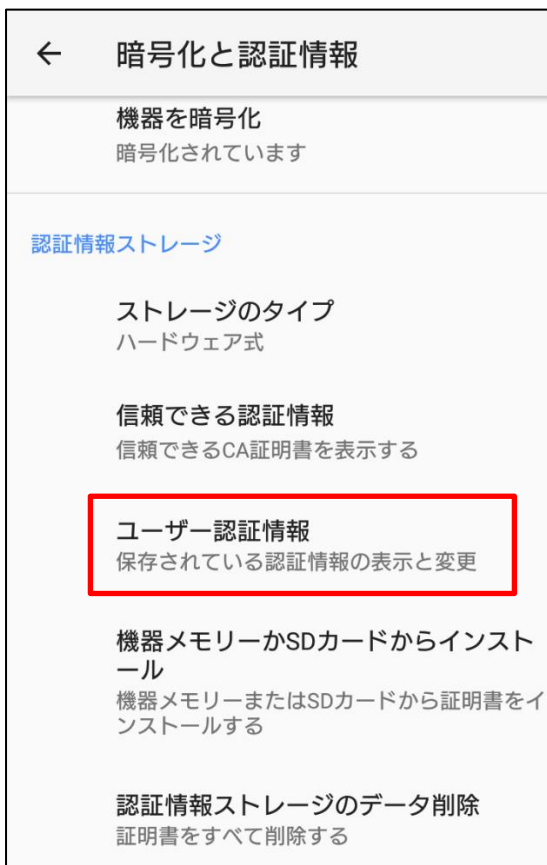 暗号化と認証情報
機器を暗号化
暗号化されています
認証情報ストレージ
ストレージのタイプ
ハードウェア式
信頼できる認証情報
信頼できるCA証明書を表示する
ユーザー認証情報
保存されている認証情報の表示と変更
機器メモリーかSDカードからインスト
ール
機器メモリーまたはSDカードから証明書をイ
ンストールする
認証情報ストレージのデータ削除
証明書をすべて削除する